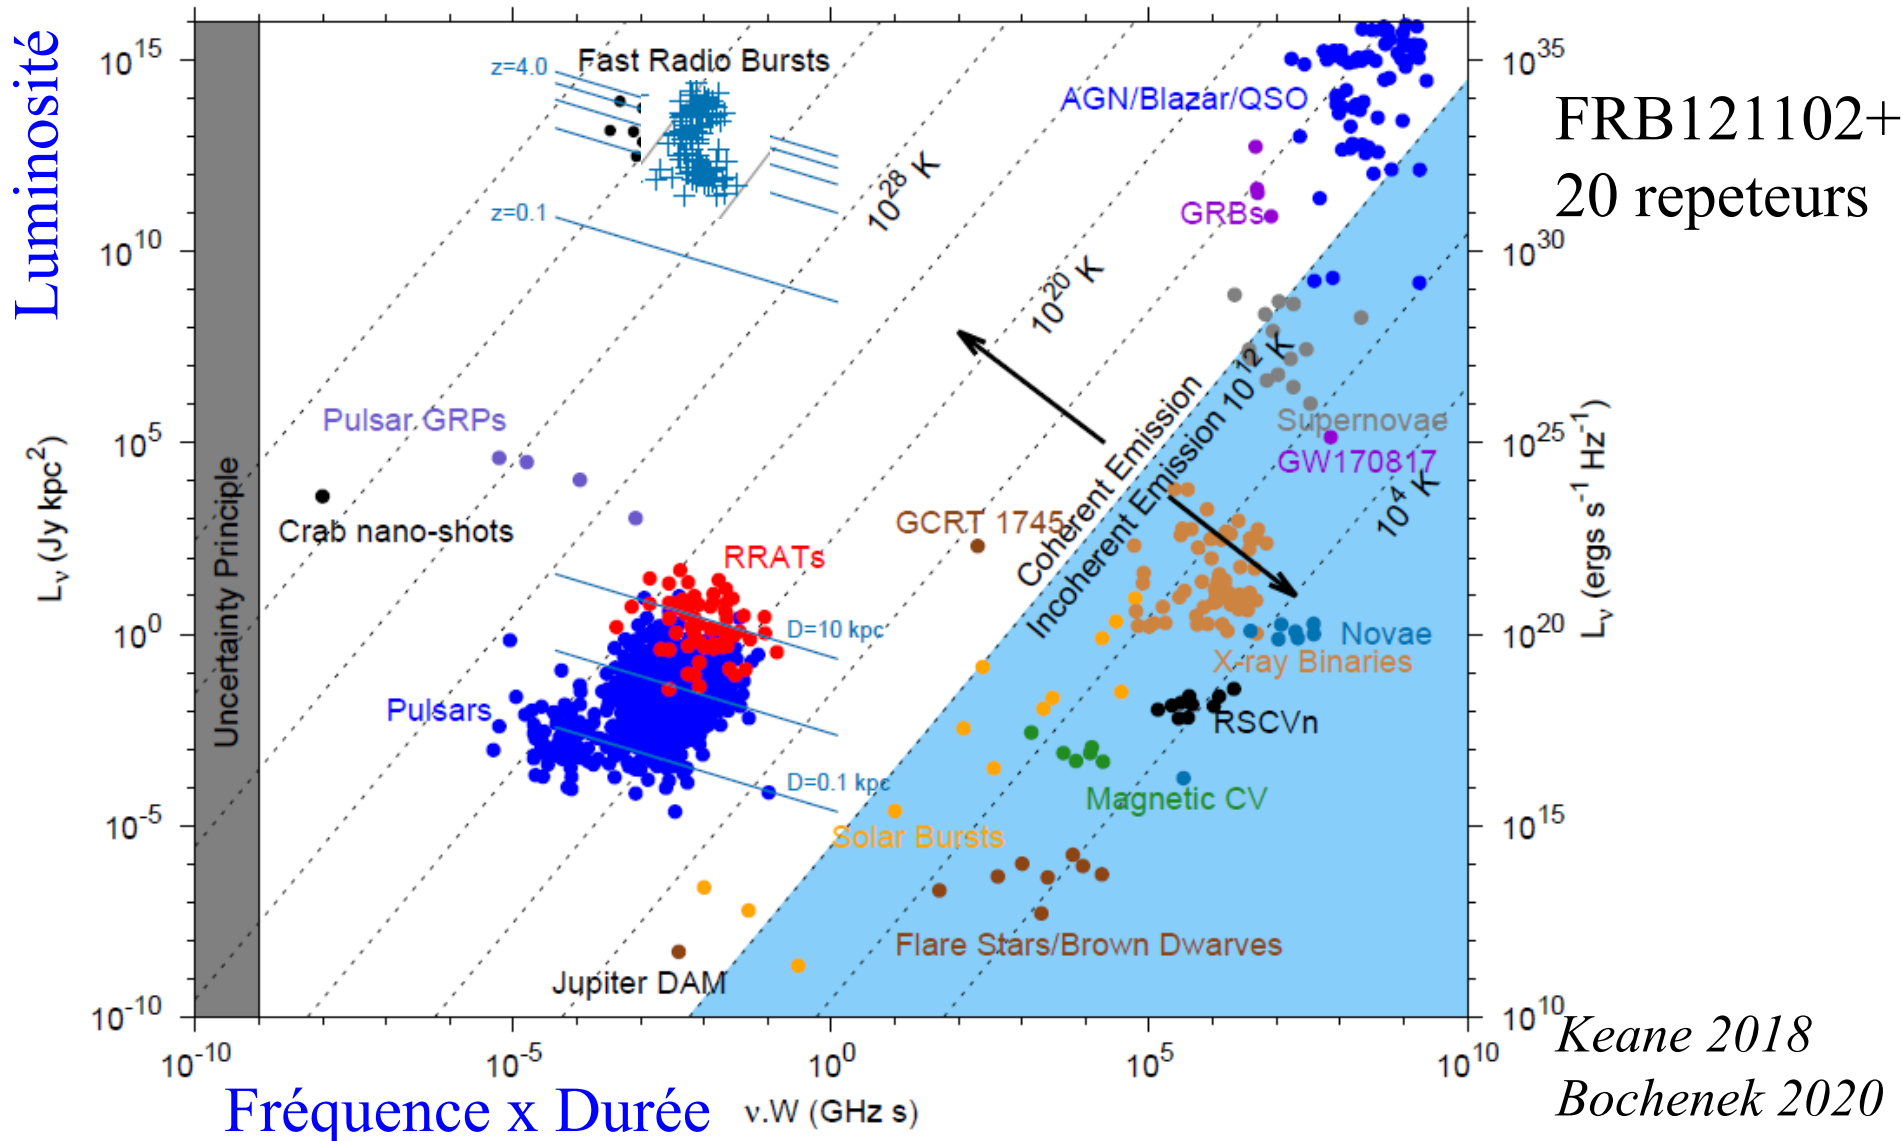 Luminosité
L_ν (Jy kpc²)
10^15
10^10
10^5
10^0
10^-5
10^-10
Uncertainty Principle
z=4.0
Fast Radio Bursts
z=0.1
10^28 K
10^20 K
AGN/Blazar/QSO
GRBs
Pulsar GRPs
Crab nano-shots
GCRT 1745
Coherent Emission
Incoherent Emission 10^12 K
Supernovae
GW170817
10^4 K
RRATs
D=10 kpc
Pulsars
D=0.1 kpc
Novae
X-ray Binaries
RSCVn
Magnetic CV
Solar Bursts
Flare Stars/Brown Dwarves
Jupiter DAM
10^35
10^30
10^25
10^20
10^15
10^10
L_ν (ergs s^-1 Hz^-1)
FRB121102+
20 repeteurs
10^-10
10^-5
10^0
10^5
10^10
Fréquence x Durée
ν.W (GHz s)
Keane 2018
Bochenek 2020